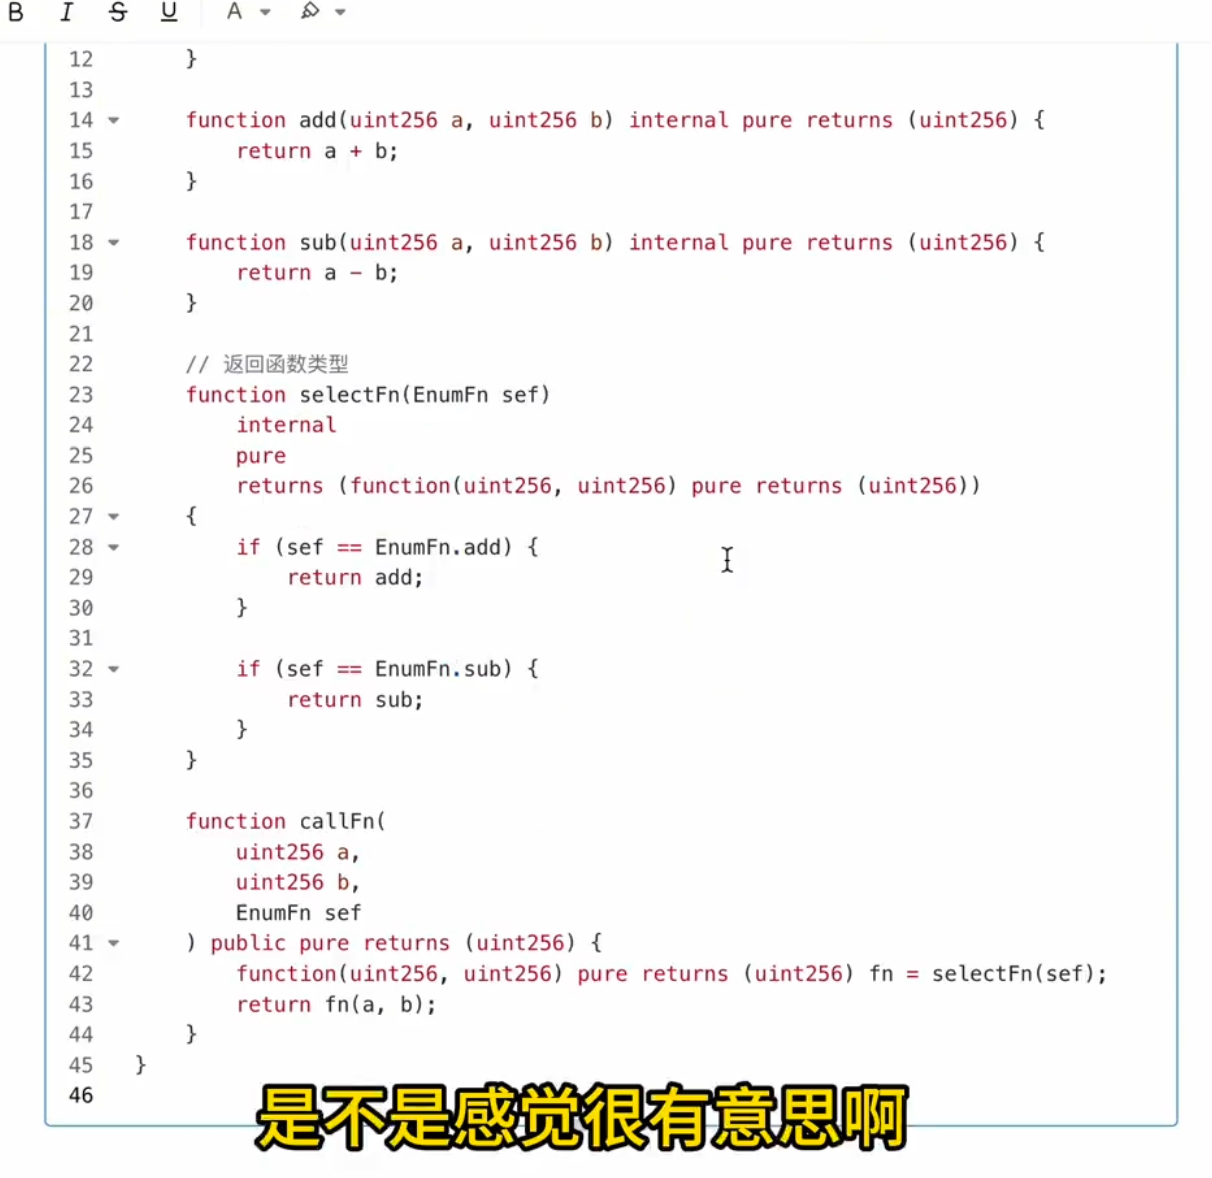 B I S U A
12 }
13
14 function add(uint256 a, uint256 b) internal pure returns (uint256) {
15 return a + b;
16 }
17
18 function sub(uint256 a, uint256 b) internal pure returns (uint256) {
19 return a - b;
20 }
21
22 // 返回函数类型
23 function selectFn(EnumFn sef)
24 internal
25 pure
26 returns (function(uint256, uint256) pure returns (uint256))
27 {
28 if (sef == EnumFn.add) {
29 return add;
30 }
31
32 if (sef == EnumFn.sub) {
33 return sub;
34 }
35 }
36
37 function callFn(
38 uint256 a,
39 uint256 b,
40 EnumFn sef
41 ) public pure returns (uint256) {
42 function(uint256, uint256) pure returns (uint256) fn = selectFn(sef);
43 return fn(a, b);
44 }
45 }
46
是不是感觉很有意思啊